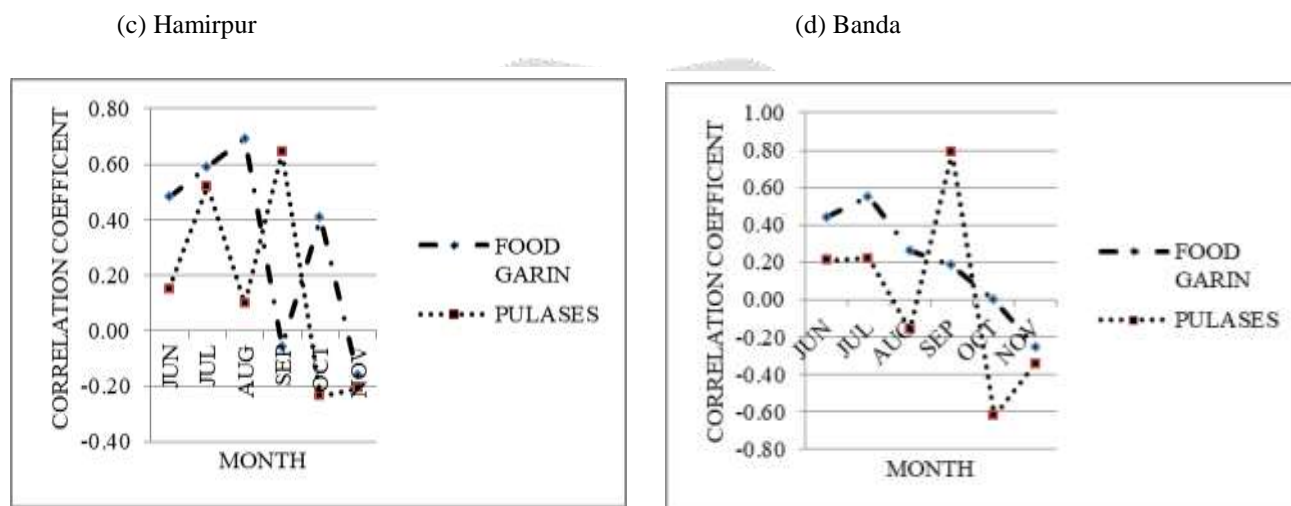 (c) Hamirpur
(d) Banda
CORRELATION COEFFICENT
0.80
0.60
0.40
0.20
0.00
-0.20
-0.40
JUN
JUL
AUG
SEP
OCT
NOV
MONTH
FOOD
GARIN
PULASES
CORRELATION COEFFICENT
1.00
0.80
0.60
0.40
0.20
0.00
-0.20
-0.40
-0.60
-0.80
JUN
JUL
AUG
SEP
OCT
NOV
MONTH
FOOD
GARIN
PULASES